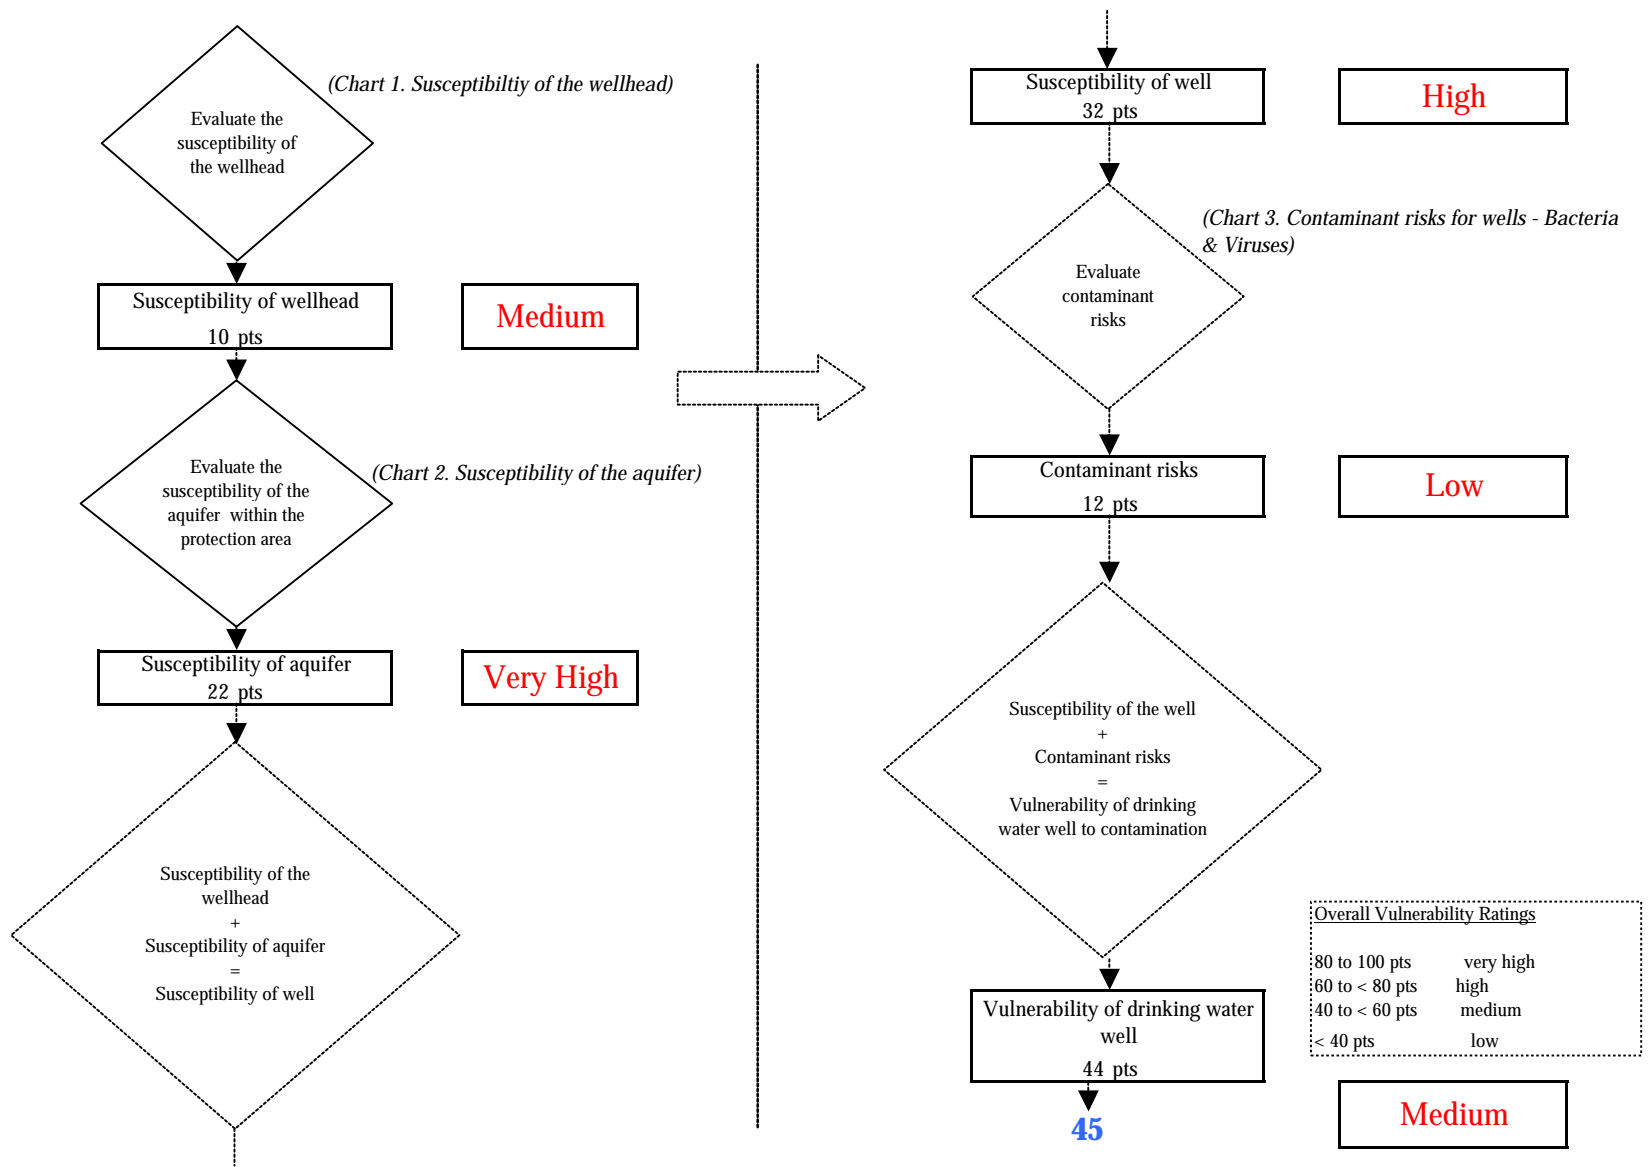 (Chart 1. Susceptibiltiy of the wellhead)
Evaluate the
susceptibility of
the wellhead
Susceptibility of wellhead
10 pts
Medium
Evaluate the
susceptibility of the
aquifer within the
protection area
(Chart 2. Susceptibility of the aquifer)
Susceptibility of aquifer
22 pts
Very High
Susceptibility of the
wellhead
+
Susceptibility of aquifer
=
Susceptibility of well
Susceptibility of well
32 pts
High
(Chart 3. Contaminant risks for wells - Bacteria
& Viruses)
Evaluate
contaminant
risks
Contaminant risks
12 pts
Low
Susceptibility of the well
+
Contaminant risks
=
Vulnerability of drinking
water well to contamination
Overall Vulnerability Ratings
80 to 100 pts very high
60 to < 80 pts high
40 to < 60 pts medium
< 40 pts low
Vulnerability of drinking water
well
44 pts
45
Medium